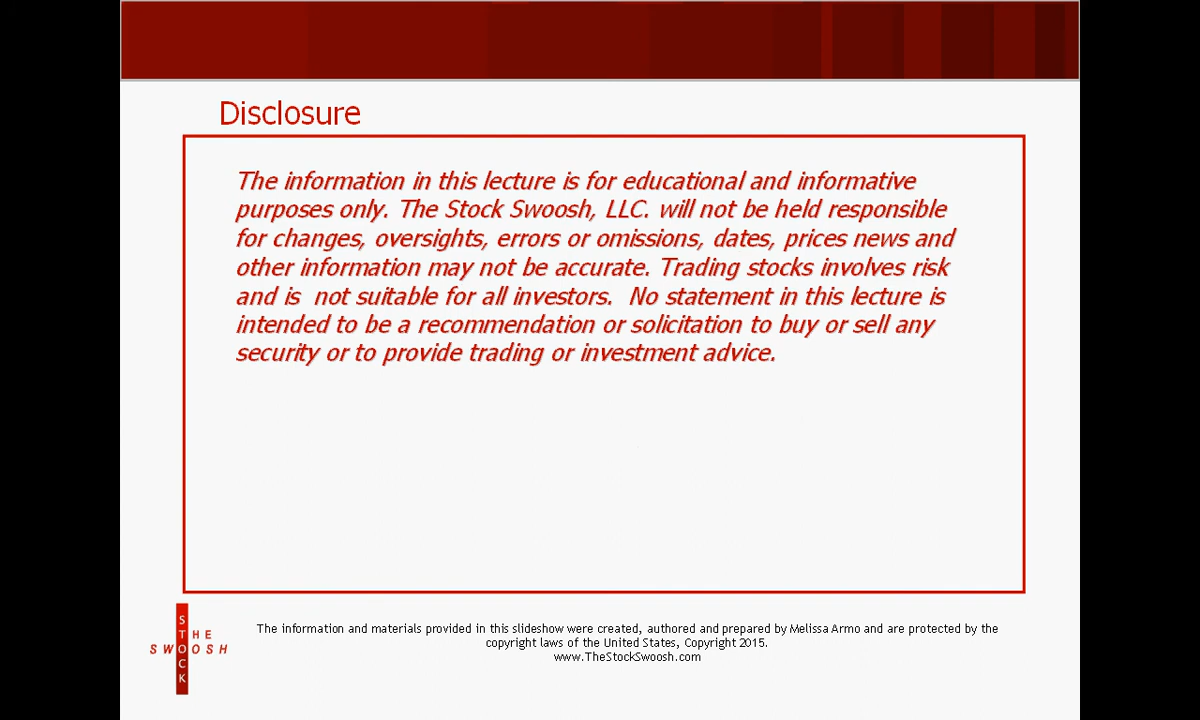 Disclosure
The information in this lecture is for educational and informative
purposes only. The Stock Swoosh, LLC. will not be held responsible
for changes, oversights, errors or omissions, dates, prices news and
other information may not be accurate. Trading stocks involves risk
and is  not suitable for all investors.  No statement in this lecture is
intended to be a recommendation or solicitation to buy or sell any
security or to provide trading or investment advice.
THE
STOCK
SWOOSH
The information and materials provided in this slideshow were created, authored and prepared by Melissa Armo and are protected by the
copyright laws of the United States, Copyright 2015.
www.TheStockSwoosh.com